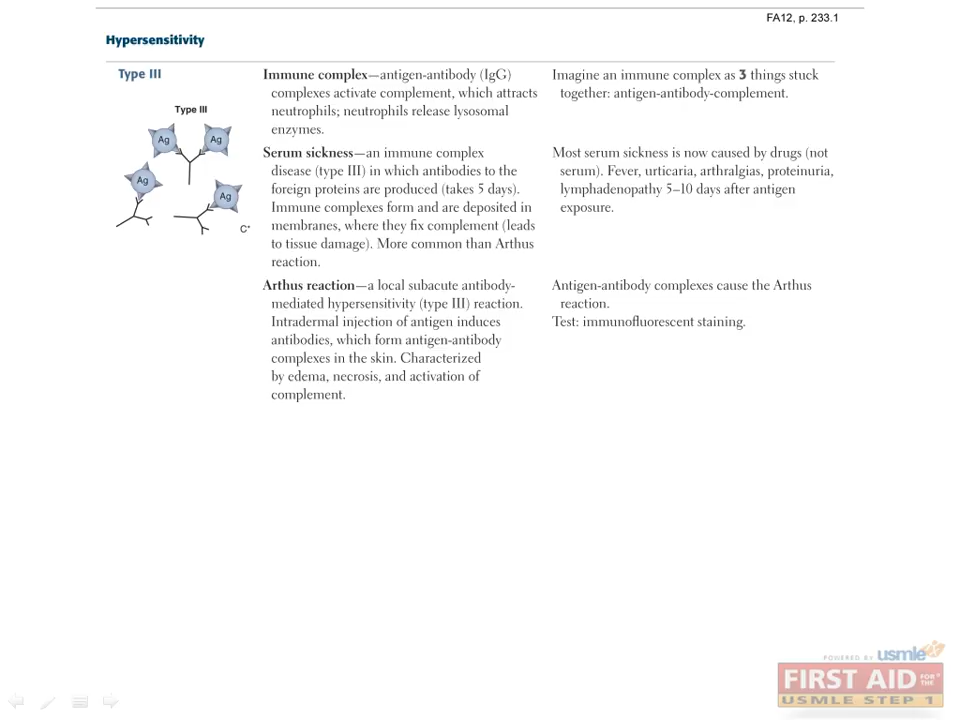 FA12, p. 233.1
Hypersensitivity
Type III
Type III
Ag
Ag
Ag
Ag
C+
Immune complex—antigen-antibody (IgG)
complexes activate complement, which attracts
neutrophils; neutrophils release lysosomal
enzymes.
Imagine an immune complex as 3 things stuck
together: antigen-antibody-complement.
Serum sickness—an immune complex
disease (type III) in which antibodies to the
foreign proteins are produced (takes 5 days).
Immune complexes form and are deposited in
membranes, where they fix complement (leads
to tissue damage). More common than Arthus
reaction.
Most serum sickness is now caused by drugs (not
serum). Fever, urticaria, arthralgias, proteinuria,
lymphadenopathy 5–10 days after antigen
exposure.
Arthus reaction—a local subacute antibody-
mediated hypersensitivity (type III) reaction.
Intradermal injection of antigen induces
antibodies, which form antigen-antibody
complexes in the skin. Characterized
by edema, necrosis, and activation of
complement.
Antigen-antibody complexes cause the Arthus
reaction.
Test: immunofluorescent staining.
POWERED BY usmle
FIRST AID FOR THE
USMLE STEP 1